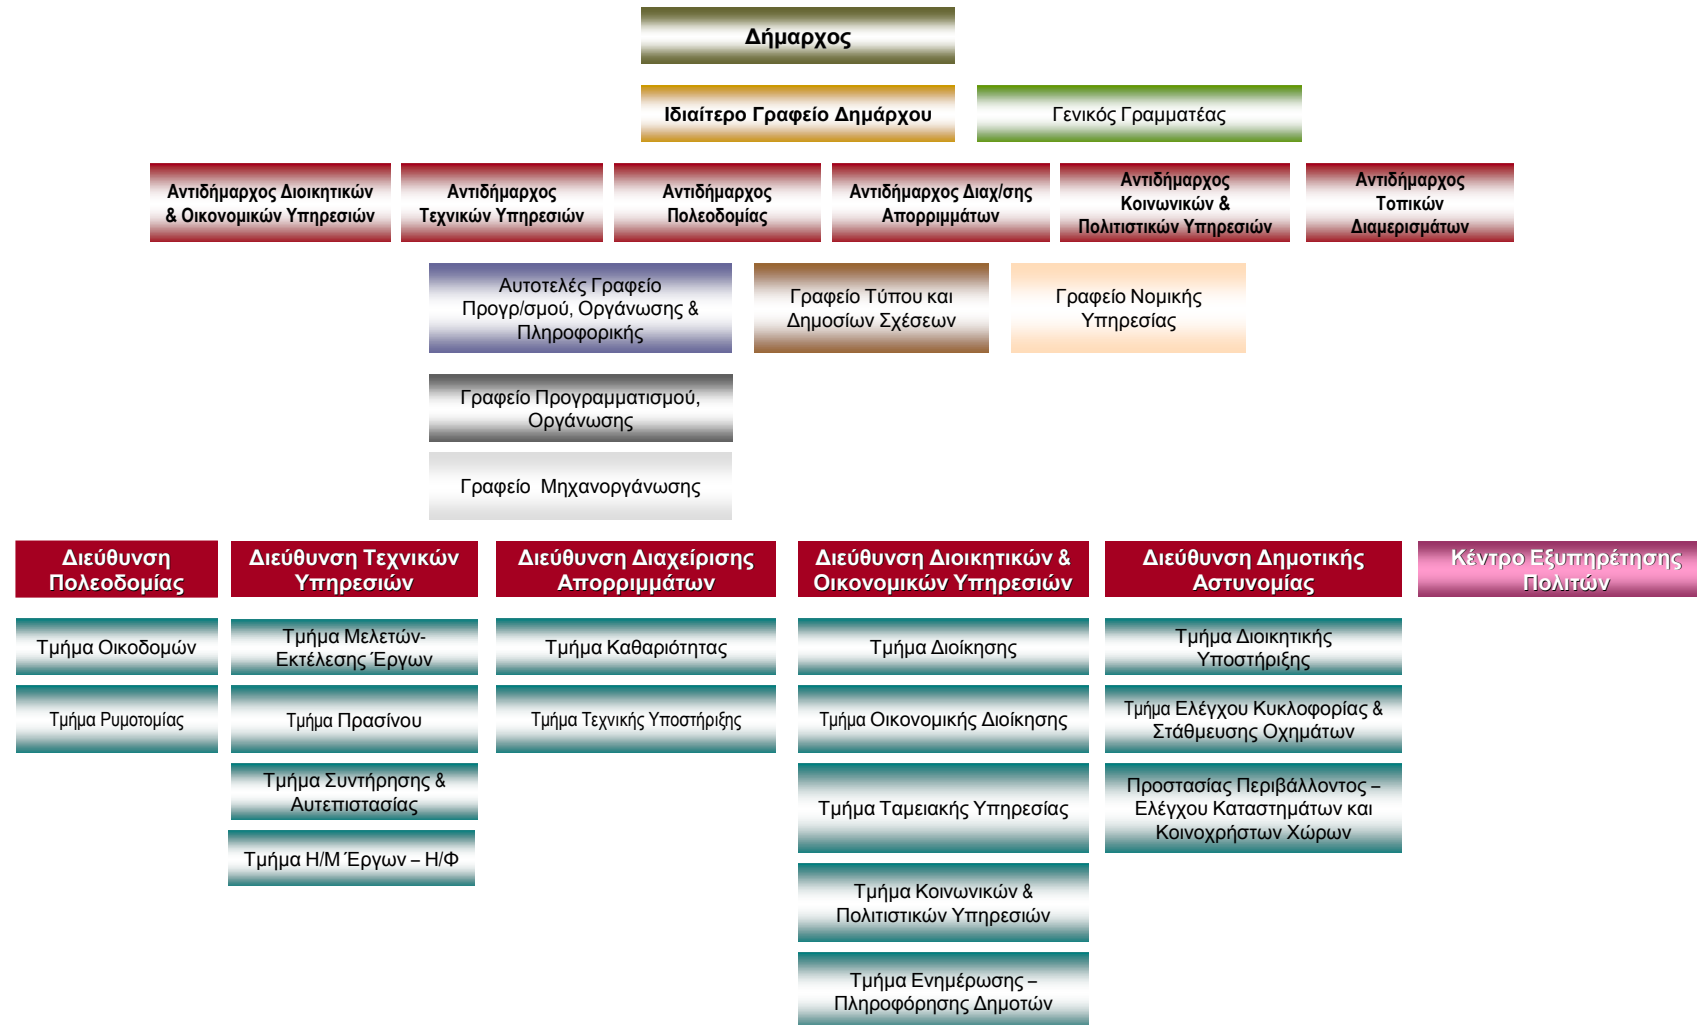 Δήμαρχος
Ιδιαίτερο Γραφείο Δημάρχου
Γενικός Γραμματέας
Αντιδήμαρχος Διοικητικών
& Οικονομικών Υπηρεσιών
Αντιδήμαρχος
Τεχνικών Υπηρεσιών
Αντιδήμαρχος
Πολεοδομίας
Αντιδήμαρχος Διαχ/σης
Απορριμμάτων
Αντιδήμαρχος
Κοινωνικών &
Πολιτιστικών Υπηρεσιών
Αντιδήμαρχος
Τοπικών
Διαμερισμάτων
Αυτοτελές Γραφείο
Προγρ/σμού, Οργάνωσης &
Πληροφορικής
Γραφείο Τύπου και
Δημοσίων Σχέσεων
Γραφείο Νομικής
Υπηρεσίας
Γραφείο Προγραμματισμού,
Οργάνωσης
Γραφείο Μηχανοργάνωσης
Διεύθυνση
Πολεοδομίας
Διεύθυνση Τεχνικών
Υπηρεσιών
Διεύθυνση Διαχείρισης
Απορριμμάτων
Διεύθυνση Διοικητικών &
Οικονομικών Υπηρεσιών
Διεύθυνση Δημοτικής
Αστυνομίας
Κέντρο Εξυπηρέτησης
Πολιτών
Τμήμα Οικοδομών
Τμήμα Μελετών-
Εκτέλεσης Έργων
Τμήμα Καθαριότητας
Τμήμα Διοίκησης
Τμήμα Διοικητικής
Υποστήριξης
Τμήμα Ρυμοτομίας
Τμήμα Πρασίνου
Τμήμα Τεχνικής Υποστήριξης
Τμήμα Οικονομικής Διοίκησης
Τμήμα Ελέγχου Κυκλοφορίας &
Στάθμευσης Οχημάτων
Τμήμα Συντήρησης &
Αυτεπιστασίας
Τμήμα Ταμειακής Υπηρεσίας
Προστασίας Περιβάλλοντος –
Ελέγχου Καταστημάτων και
Κοινοχρήστων Χώρων
Τμήμα Η/Μ Έργων – Η/Φ
Τμήμα Κοινωνικών &
Πολιτιστικών Υπηρεσιών
Τμήμα Ενημέρωσης –
Πληροφόρησης Δημοτών